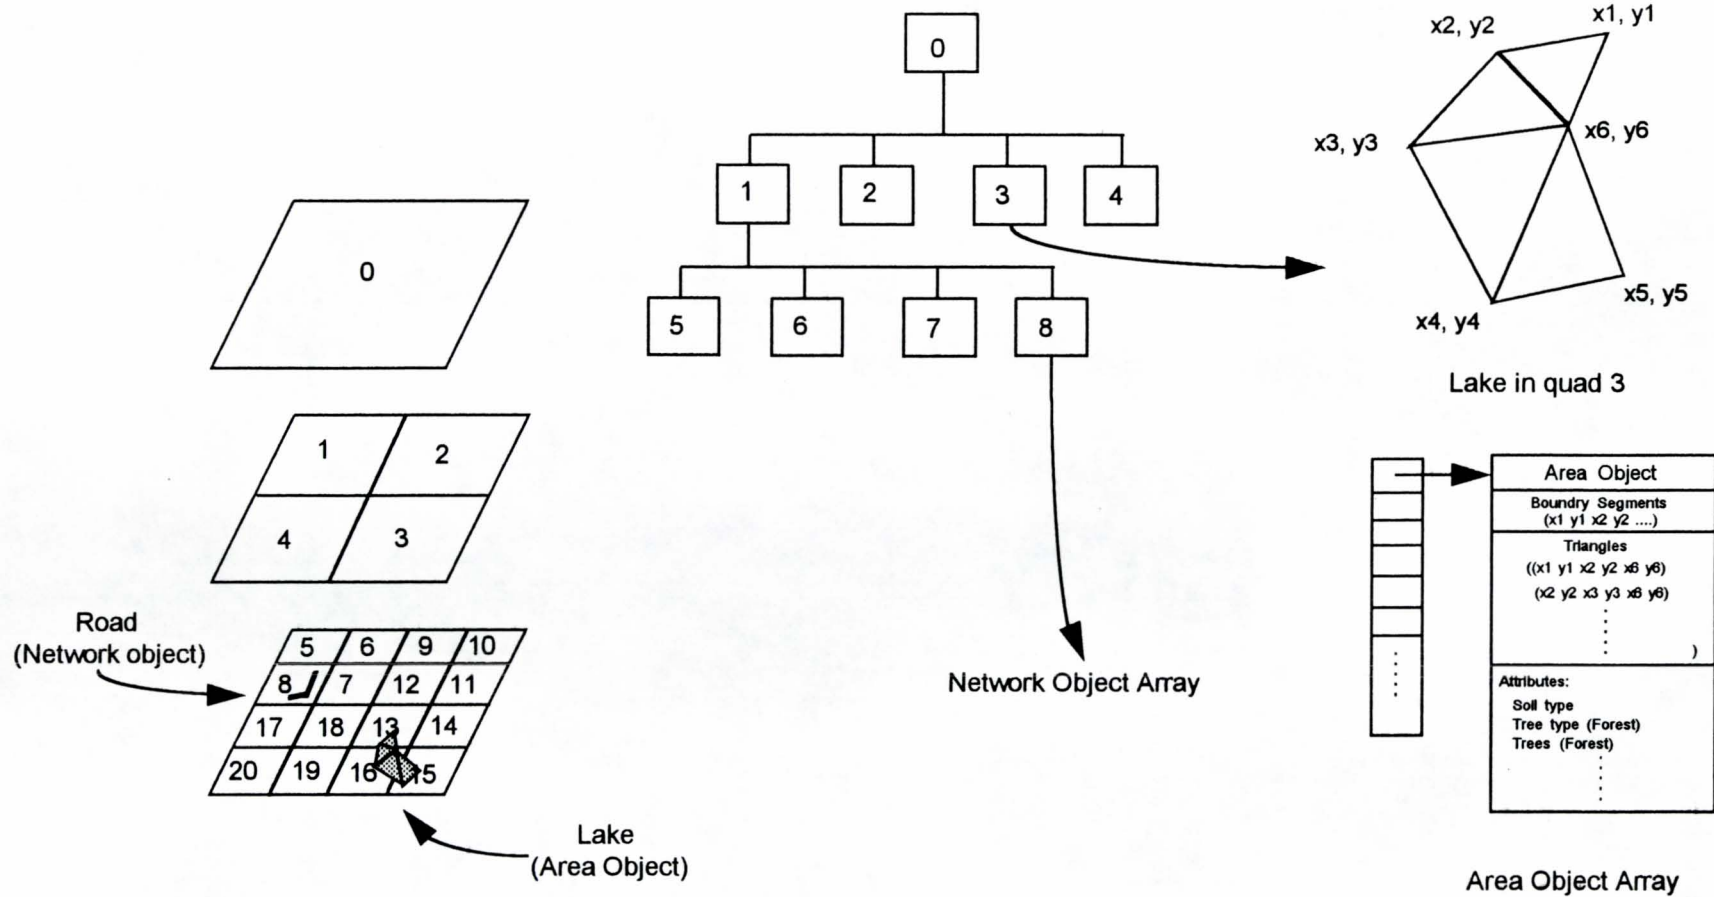 0
1 2 3 4
5 6 7 8
x1, y1
x2, y2
x3, y3
x6, y6
x5, y5
x4, y4
Lake in quad 3
0
1 2
4 3
Road
(Network object)
5 6 9 10
8 7 12 11
17 18 13 14
20 19 16 15
Lake
(Area Object)
Network Object Array
Area Object
Boundry Segments
(x1 y1 x2 y2 ....)
Triangles
((x1 y1 x2 y2 x6 y6)
(x2 y2 x3 y3 x6 y6)
)
Attributes:
Soil type
Tree type (Forest)
Trees (Forest)
Area Object Array